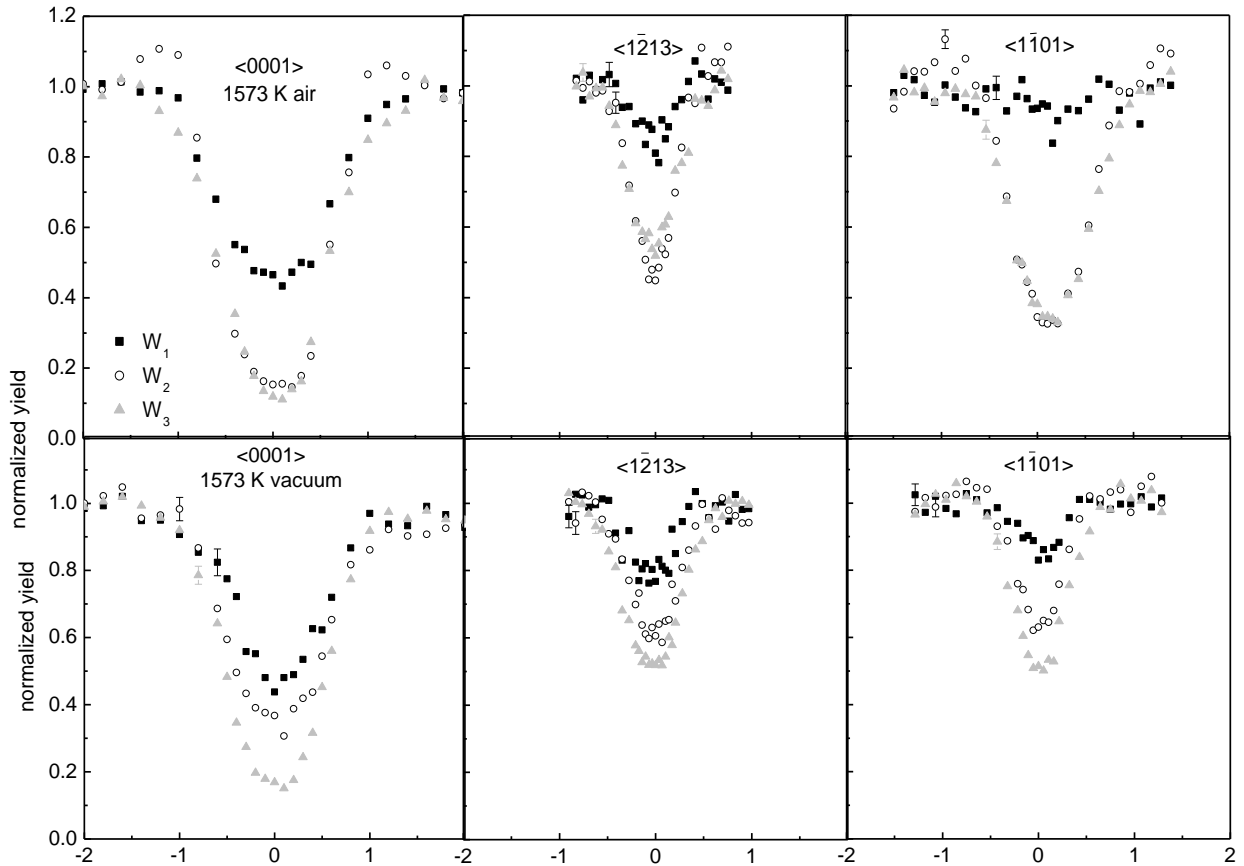 1.2
1.0
0.8
0.6
0.4
0.2
0.0
normalized yield
<0001>
1573 K air
W₁
W₂
W₃
<11̄213>
<11̄01>
1.0
0.8
0.6
0.4
0.2
0.0
normalized yield
<0001>
1573 K vacuum
<12̄13>
<11̄01>
-2 -1 0 1 -2 -1 0 1 -2 -1 0 1 2